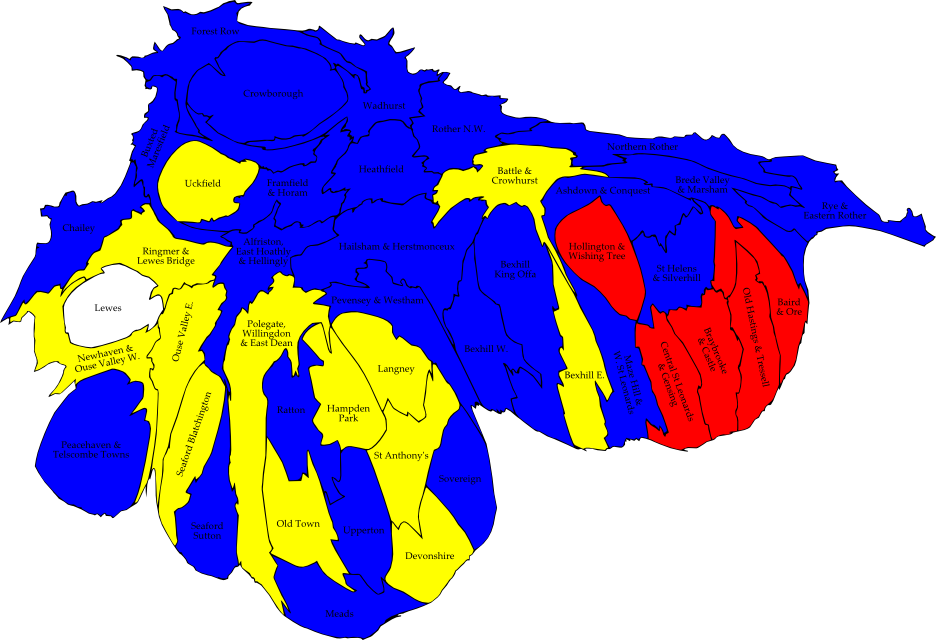 Forest Row
Crowborough
Wadhurst
Rother N.W.
Buxted
Maresfield
Northern Rother
Heathfield
Battle &
Crowhurst
Uckfield
Framfield
& Horam
Ashdown & Conquest
Brede Valley
& Marsham
Rye &
Eastern Rother
Chailey
Hailsham & Herstmonceux
Alciston,
East Hoathly
& Hellingly
Hollington &
Wishing Tree
Ringmer &
Lewes Bridge
Bexhill
King Offa
St Helens
& Silverhill
Lewes
Pevensey & Westham
Ouse Valley E.
Polegate,
Willingdon
& East Dean
Old Hastings & Tressell
Baird
& Ore
Newhaven &
Ouse Valley W.
Bexhill W.
Braybrooke
& Castle
Central St Leonards
& Gensing
Maze Hill &
W. St Leonards
Langney
Bexhill E.
Ratton
Hampden
Park
Seaford Blatchington
Peacehaven &
Telscombe Towns
St Anthony's
Sovereign
Old Town
Seaford
Sutton
Upperton
Devonshire
Meads